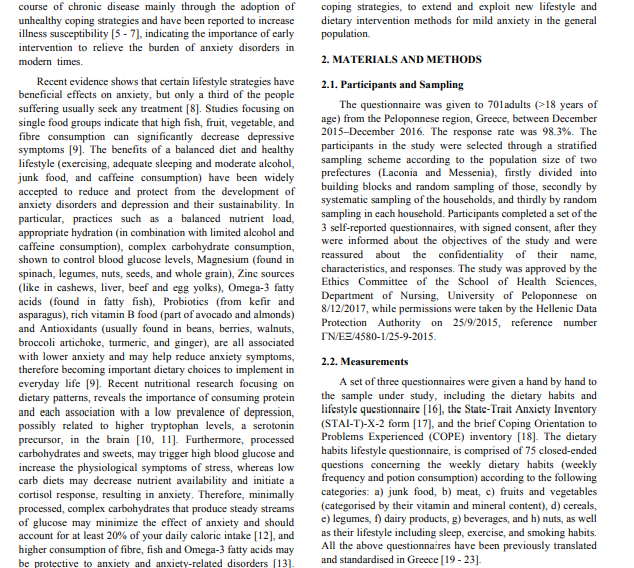 course of chronic disease mainly through the adoption of
unhealthy coping strategies and have been reported to increase
illness susceptibility [5 - 7], indicating the importance of early
intervention to relieve the burden of anxiety disorders in
modern times.
Recent evidence shows that certain lifestyle strategies have
beneficial effects on anxiety, but only a third of the people
suffering usually seek any treatment [8]. Studies focusing on
single food groups indicate that high fish, fruit, vegetable, and
fibre consumption can significantly decrease depressive
symptoms [9]. The benefits of a balanced diet and healthy
lifestyle (exercising, adequate sleeping and moderate alcohol,
junk food, and caffeine consumption) have been widely
accepted to reduce and protect from the development of
anxiety disorders and depression and their sustainability. In
particular, practices such as a balanced nutrient load,
appropriate hydration (in combination with limited alcohol and
caffeine consumption), complex carbohydrate consumption,
shown to control blood glucose levels, Magnesium (found in
spinach, legumes, nuts, seeds, and whole grain), Zinc sources
(like in cashews, liver, beef and egg yolks), Omega-3 fatty
acids (found in fatty fish), Probiotics (from kefir and
asparagus), rich vitamin B food (part of avocado and almonds)
and Antioxidants (usually found in beans, berries, walnuts,
broccoli artichoke, turmeric, and ginger), are all associated
with lower anxiety and may help reduce anxiety symptoms,
therefore becoming important dietary choices to implement in
everyday life [9]. Recent nutritional research focusing on
dietary patterns, reveals the importance of consuming protein
and each association with a low prevalence of depression,
possibly related to higher tryptophan levels, a serotonin
precursor, in the brain [10, 11]. Furthermore, processed
carbohydrates and sweets, may trigger high blood glucose and
increase the physiological symptoms of stress, whereas low
carb diets may decrease nutrient availability and initiate a
cortisol response, resulting in anxiety. Therefore, minimally
processed, complex carbohydrates that produce steady streams
of glucose may minimize the effect of anxiety and should
account for at least 20% of your daily caloric intake [12], and
higher consumption of fibre, fish and Omega-3 fatty acids may
be protective to anxiety and anxiety-related disorders [13].
coping strategies, to extend and exploit new lifestyle and
dietary intervention methods for mild anxiety in the general
population.
2. MATERIALS AND METHODS
2.1. Participants and Sampling
The questionnaire was given to 701adults (>18 years of
age) from the Peloponnese region, Greece, between December
2015–December 2016. The response rate was 98.3%. The
participants in the study were selected through a stratified
sampling scheme according to the population size of two
prefectures (Laconia and Messenia), firstly divided into
building blocks and random sampling of those, secondly by
systematic sampling of the households, and thirdly by random
sampling in each household. Participants completed a set of the
3 self-reported questionnaires, with signed consent, after they
were informed about the objectives of the study and were
reassured about the confidentiality of their name,
characteristics, and responses. The study was approved by the
Ethics Committee of the School of Health Sciences,
Department of Nursing, University of Peloponnese on
8/12/2017, while permissions were taken by the Hellenic Data
Protection Authority on 25/9/2015, reference number
ΓΝ/ΕΞ/4580-1/25-9-2015.
2.2. Measurements
A set of three questionnaires were given a hand by hand to
the sample under study, including the dietary habits and
lifestyle questionnaire [16], the State-Trait Anxiety Inventory
(STAI-T)-X-2 form [17], and the brief Coping Orientation to
Problems Experienced (COPE) inventory [18]. The dietary
habits lifestyle questionnaire, is comprised of 75 closed-ended
questions concerning the weekly dietary habits (weekly
frequency and potion consumption) according to the following
categories: a) junk food, b) meat, c) fruits and vegetables
(categorised by their vitamin and mineral content), d) cereals,
e) legumes, f) dairy products, g) beverages, and h) nuts, as well
as their lifestyle including sleep, exercise, and smoking habits.
All the above questionnaires have been previously translated
and standardised in Greece [19 - 23].